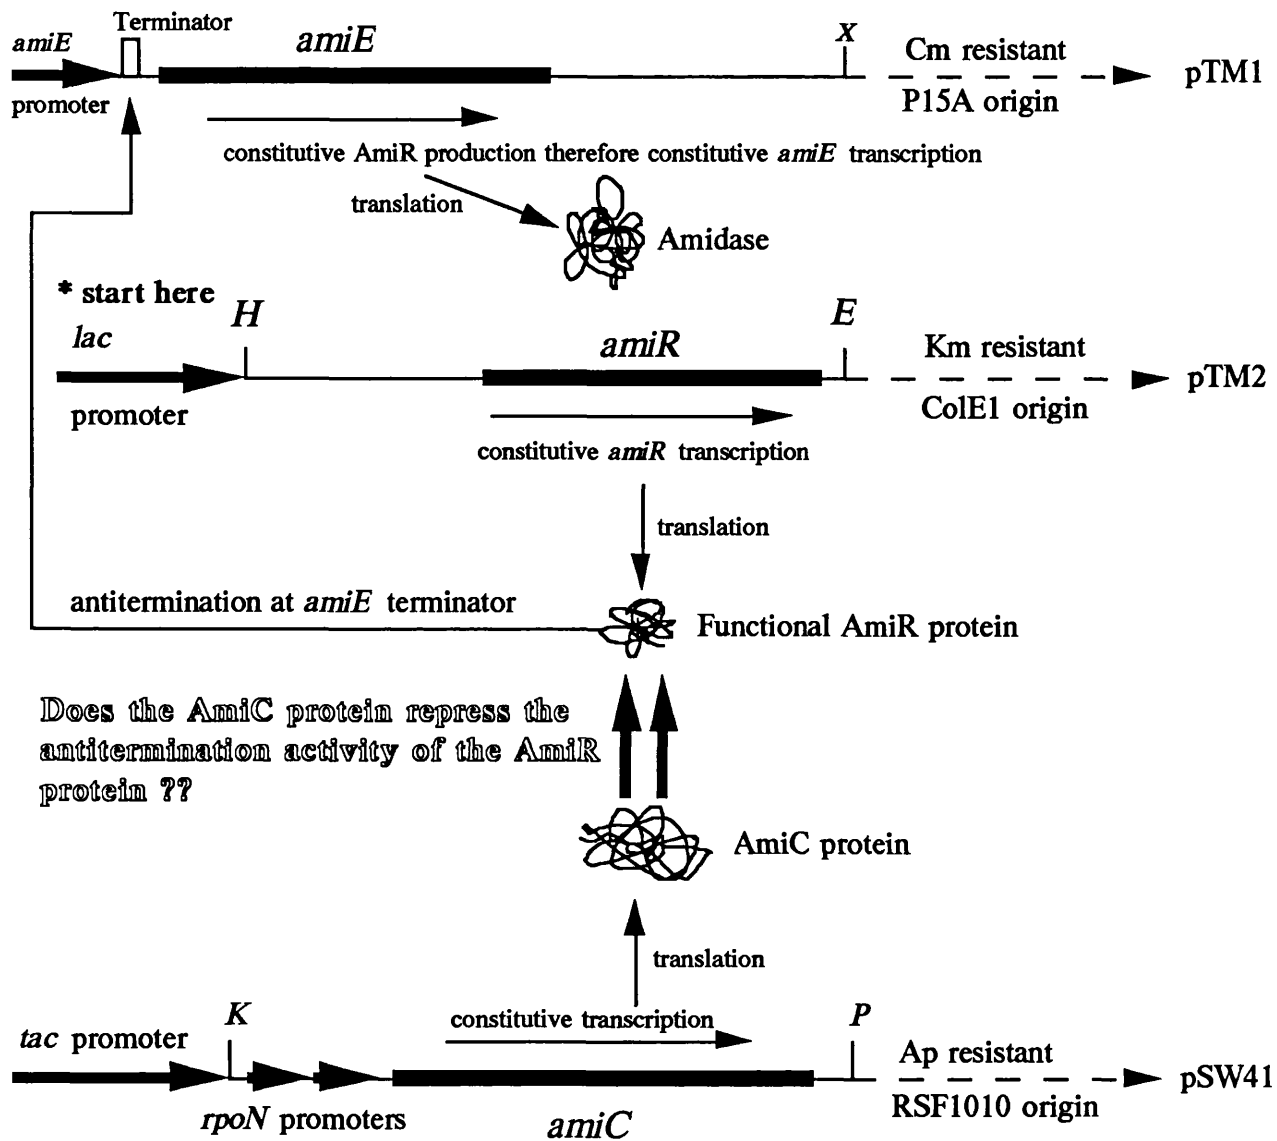 Terminator
amiE
amiE
X
Cm resistant
pTM1
promoter
P15A origin
constitutive AmiR production therefore constitutive amiE transcription
translation
Amidase
* start here
lac
H
amiR
E
Km resistant
pTM2
promoter
ColE1 origin
constitutive amiR transcription
translation
antitermination at amiE terminator
Functional AmiR protein
Does the AmiC protein repress the
antitermination activity of the AmiR
protein ??
AmiC protein
translation
tac promoter
K
constitutive transcription
P
Ap resistant
pSW41
rpoN promoters
amiC
RSF1010 origin